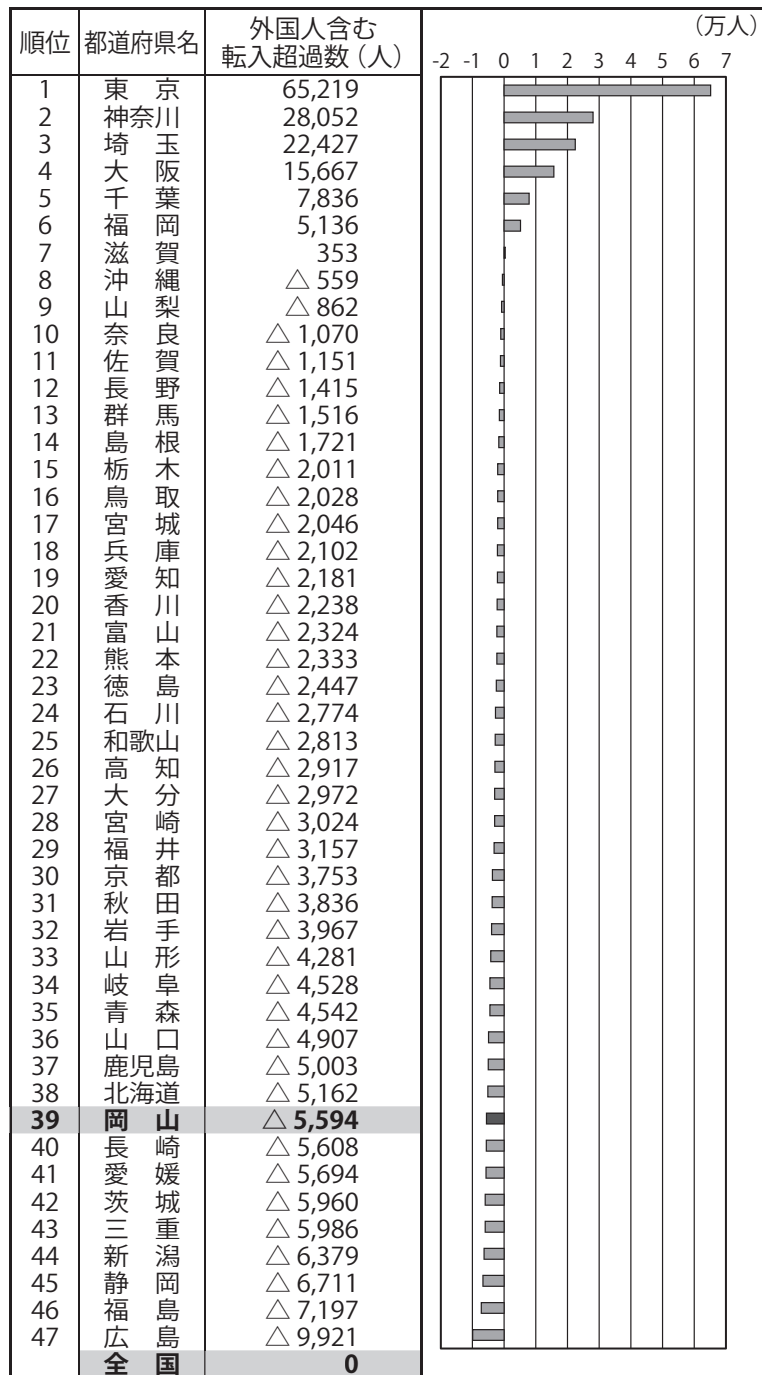 順位 都道府県名 外国人含む
転入超過数（人）
(万人)
-2 -1 0 1 2 3 4 5 6 7
1 東京 65,219
2 神奈川 28,052
3 埼玉 22,427
4 大阪 15,667
5 千葉 7,836
6 福岡 5,136
7 滋賀 353
8 沖縄 △ 559
9 山梨 △ 862
10 奈良 △ 1,070
11 佐賀 △ 1,151
12 長野 △ 1,415
13 群馬 △ 1,516
14 島根 △ 1,721
15 栃木 △ 2,011
16 鳥取 △ 2,028
17 宮城 △ 2,046
18 兵庫 △ 2,102
19 愛知 △ 2,181
20 香川 △ 2,238
21 富山 △ 2,324
22 熊本 △ 2,333
23 徳島 △ 2,447
24 石川 △ 2,774
25 和歌山 △ 2,813
26 高知 △ 2,917
27 大分 △ 2,972
28 宮崎 △ 3,024
29 福井 △ 3,157
30 京都 △ 3,753
31 秋田 △ 3,836
32 岩手 △ 3,967
33 山形 △ 4,281
34 岐阜 △ 4,528
35 青森 △ 4,542
36 山口 △ 4,907
37 鹿児島 △ 5,003
38 北海道 △ 5,162
39 岡山 △ 5,594
40 長崎 △ 5,608
41 愛媛 △ 5,694
42 茨城 △ 5,960
43 三重 △ 5,986
44 新潟 △ 6,379
45 静岡 △ 6,711
46 福島 △ 7,197
47 広島 △ 9,921
全国 0